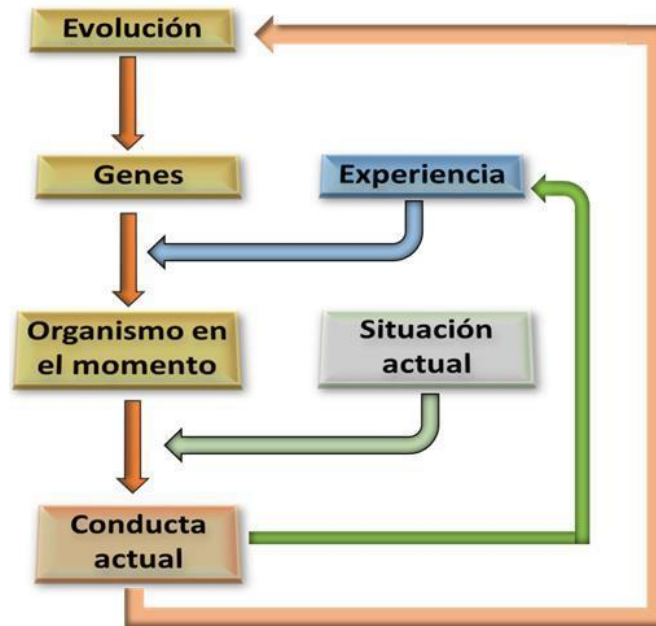 Evolución
Genes
Experiencia
Organismo en
el momento
Situación
actual
Conducta
actual